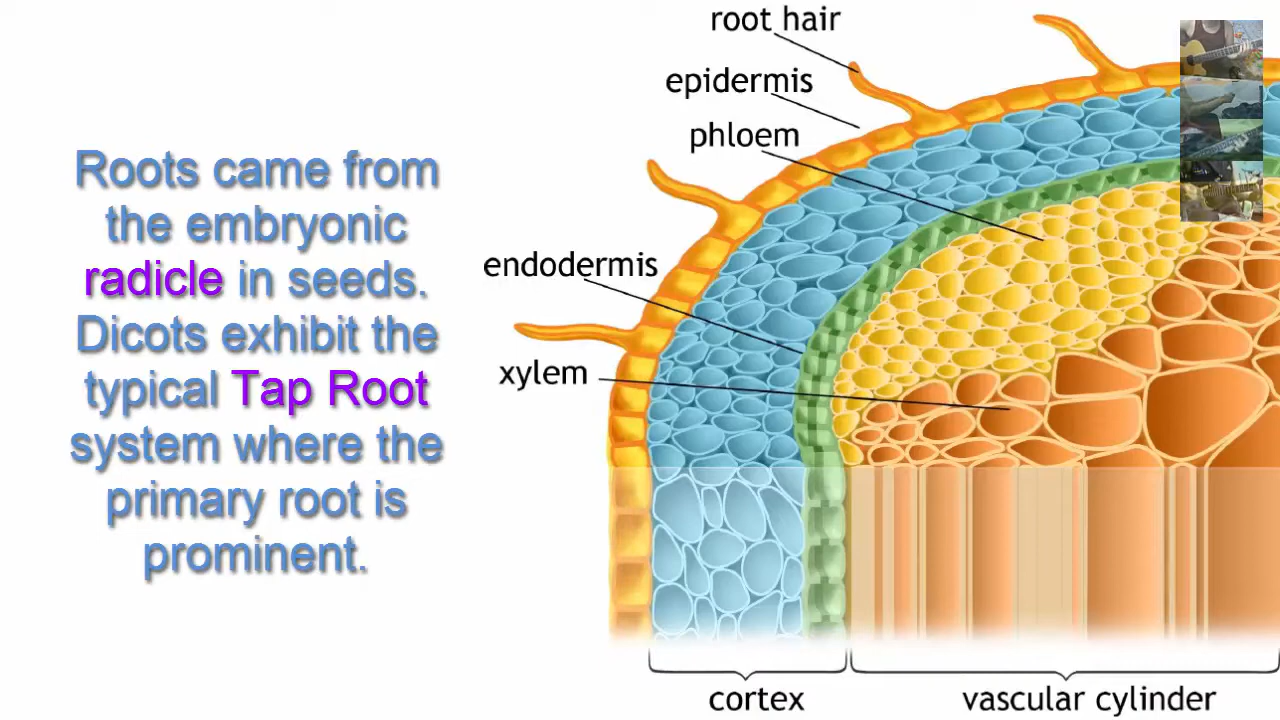 Roots came from
the embryonic
radicle in seeds.
Dicots exhibit the
typical Tap Root
system where the
primary root is
prominent.
root hair
epidermis
phloem
endodermis
xylem
cortex
vascular cylinder